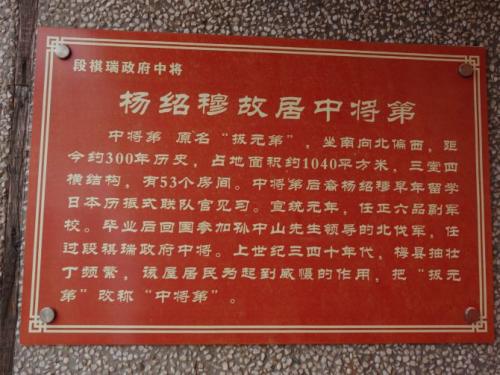 段棋瑞政府中将
杨绍穆故居中将第
中将第 原名“拔元第”，坐南向北偏西，距
今约300年历史，占地面积约1040平方米，三堂四
横结构，有53个房间。中将第后裔杨绍穆早年留学
日本历振式联队官见习。宣统元年，任正六品副军
校。毕业后回国参加孙中山先生领导的北伐军，任
过段祺瑞政府中将。上世纪三四十年代，梅县抽壮
丁频繁，该屋居民为起到威慑的作用，把“拔元
第”改称“中将第”。